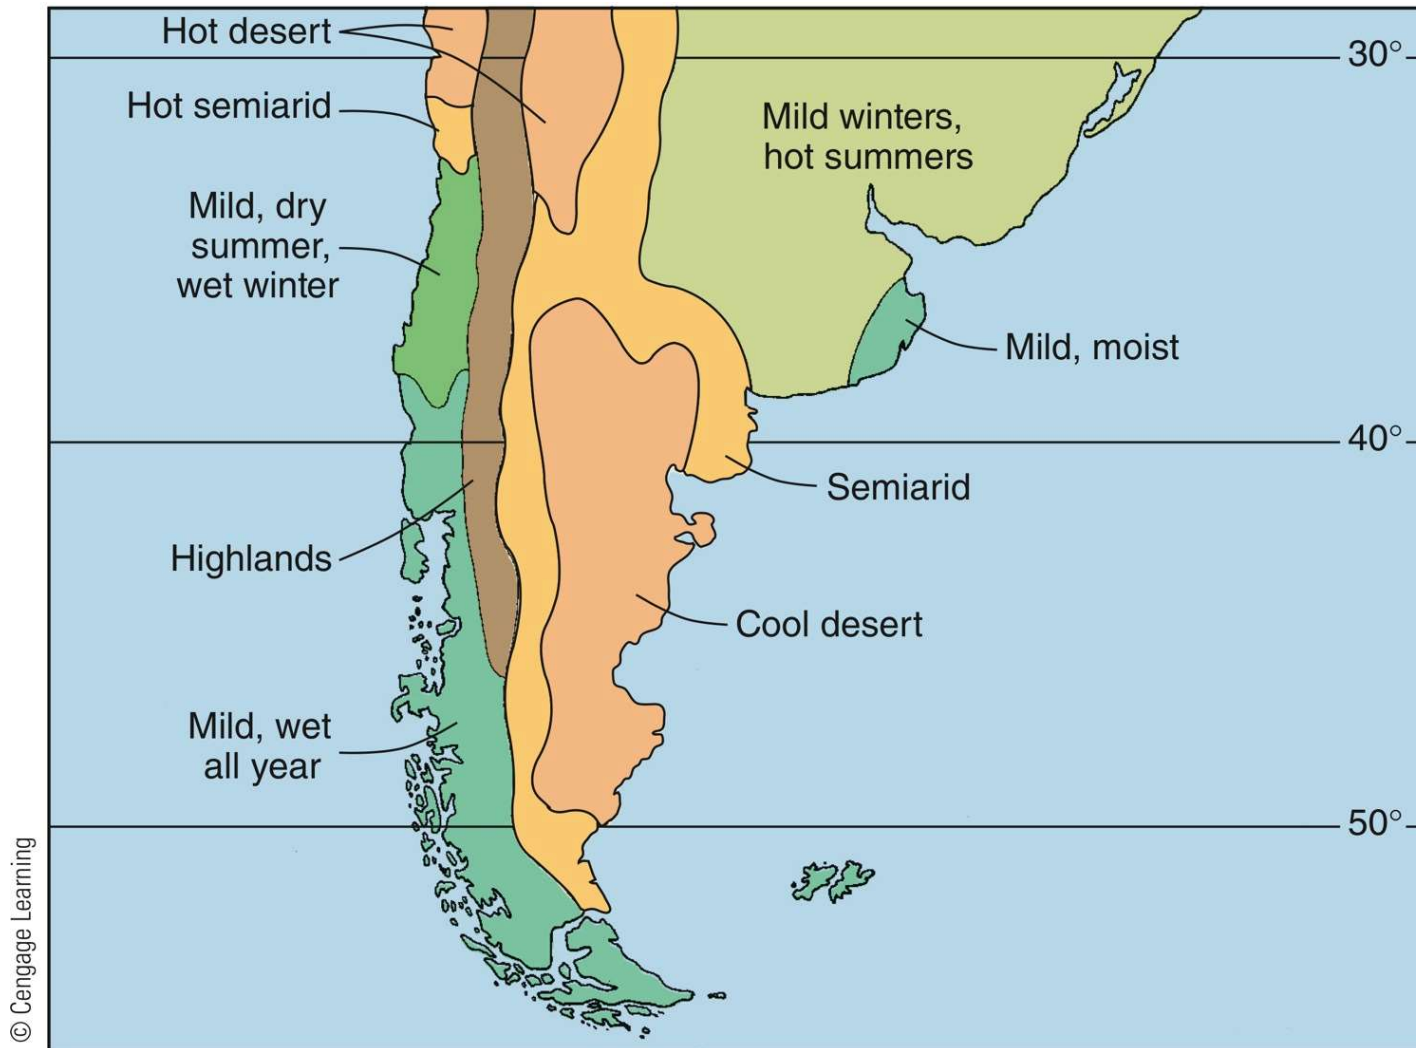 Hot desert
30°
Hot semiarid
Mild winters,
hot summers
Mild, dry
summer,
wet winter
Mild, moist
40°
Semiarid
Highlands
Cool desert
Mild, wet
all year
50°
© Cengage Learning